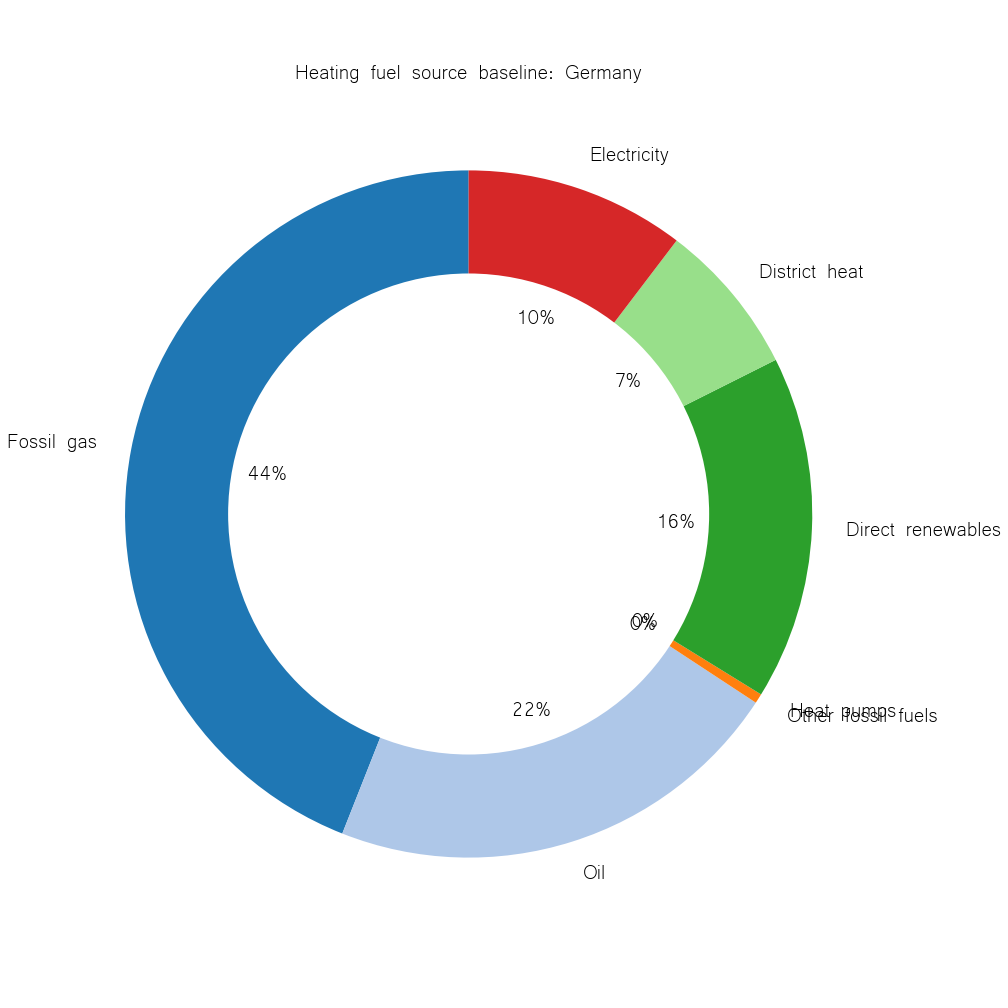 Heating fuel source baseline: Germany
Electricity
District heat
10%
7%
Fossil gas
44%
16%
Direct renewables
0%
0%
22%
Heat pumps
Other fossil fuels
Oil